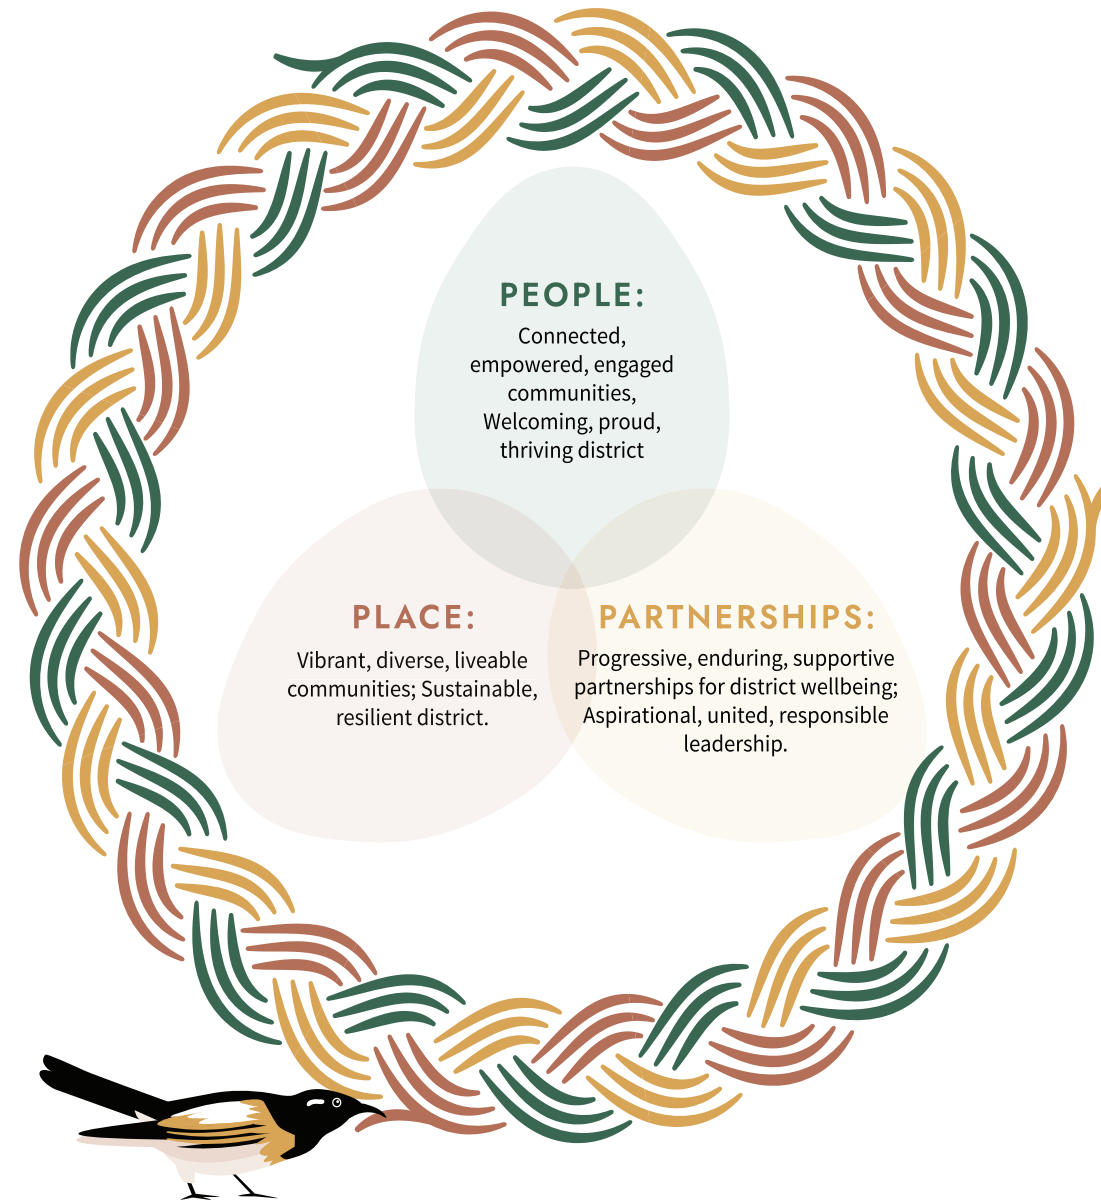 PEOPLE:
Connected,
empowered, engaged
communities,
Welcoming, proud,
thriving district
PLACE:
Vibrant, diverse, liveable
communities; Sustainable,
resilient district.
PARTNERSHIPS:
Progressive, enduring, supportive
partnerships for district wellbeing;
Aspirational, united, responsible
leadership.